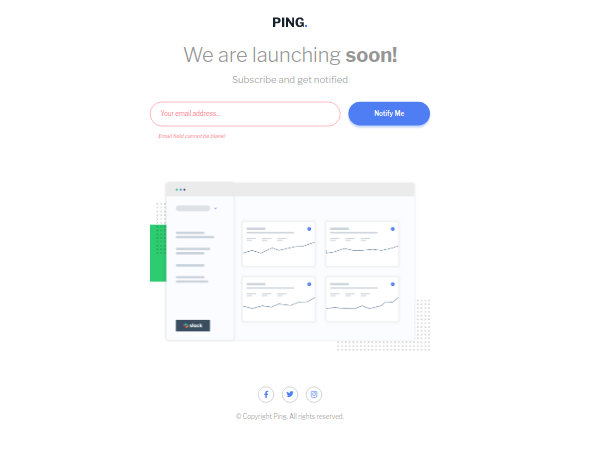 PING.
We are launching soon!
Subscribe and get notified
Your email address...
Notify Me
Email field cannot be blank!
slack
© Copyright Ping. All rights reserved.